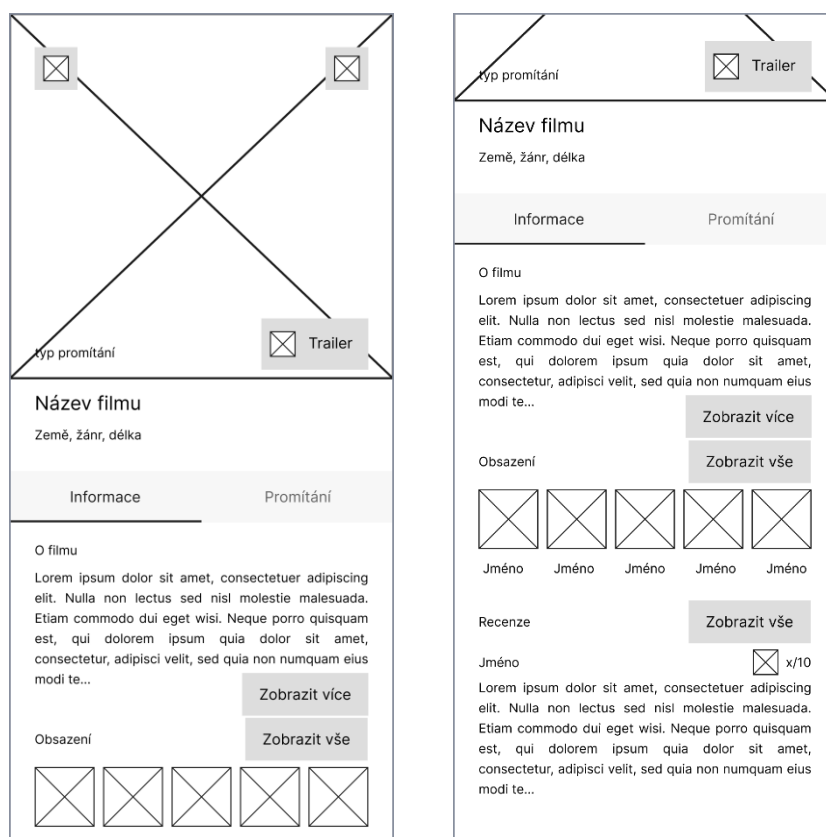 typ promítání
Trailer
Název filmu
Země, žánr, délka
Informace
Promítání
O filmu
Lorem ipsum dolor sit amet, consectetuer adipiscing
elit. Nulla non lectus sed nisl molestie malesuada.
Etiam commodo dui eget wisi. Neque porro quisquam
est, qui dolorem ipsum quia dolor sit amet,
consectetur, adipisci velit, sed quia non numquam eius
modi te...
Zobrazit více
Obsazení
Zobrazit vše
typ promítání
Trailer
Název filmu
Země, žánr, délka
Informace
Promítání
O filmu
Lorem ipsum dolor sit amet, consectetuer adipiscing
elit. Nulla non lectus sed nisl molestie malesuada.
Etiam commodo dui eget wisi. Neque porro quisquam
est, qui dolorem ipsum quia dolor sit amet,
consectetur, adipisci velit, sed quia non numquam eius
modi te...
Zobrazit více
Obsazení
Zobrazit vše
Jméno Jméno Jméno Jméno Jméno
Recenze
Zobrazit vše
Jméno
x/10
Lorem ipsum dolor sit amet, consectetuer adipiscing
elit. Nulla non lectus sed nisl molestie malesuada.
Etiam commodo dui eget wisi. Neque porro quisquam
est, qui dolorem ipsum quia dolor sit amet,
consectetur, adipisci velit, sed quia non numquam eius
modi te...